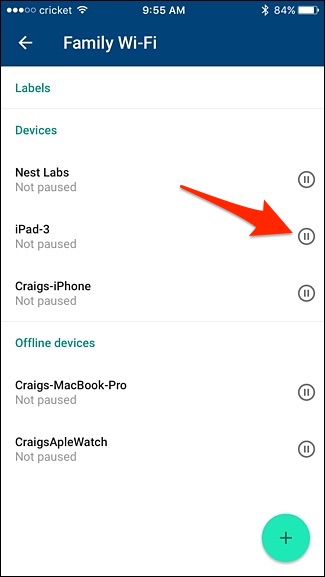 cricket 9:55 AM 84%
Family Wi-Fi
Labels
Devices
Nest Labs
Not paused
iPad-3
Not paused
Craigs-iPhone
Not paused
Offline devices
Craigs-MacBook-Pro
Not paused
CraigsApleWatch
Not paused